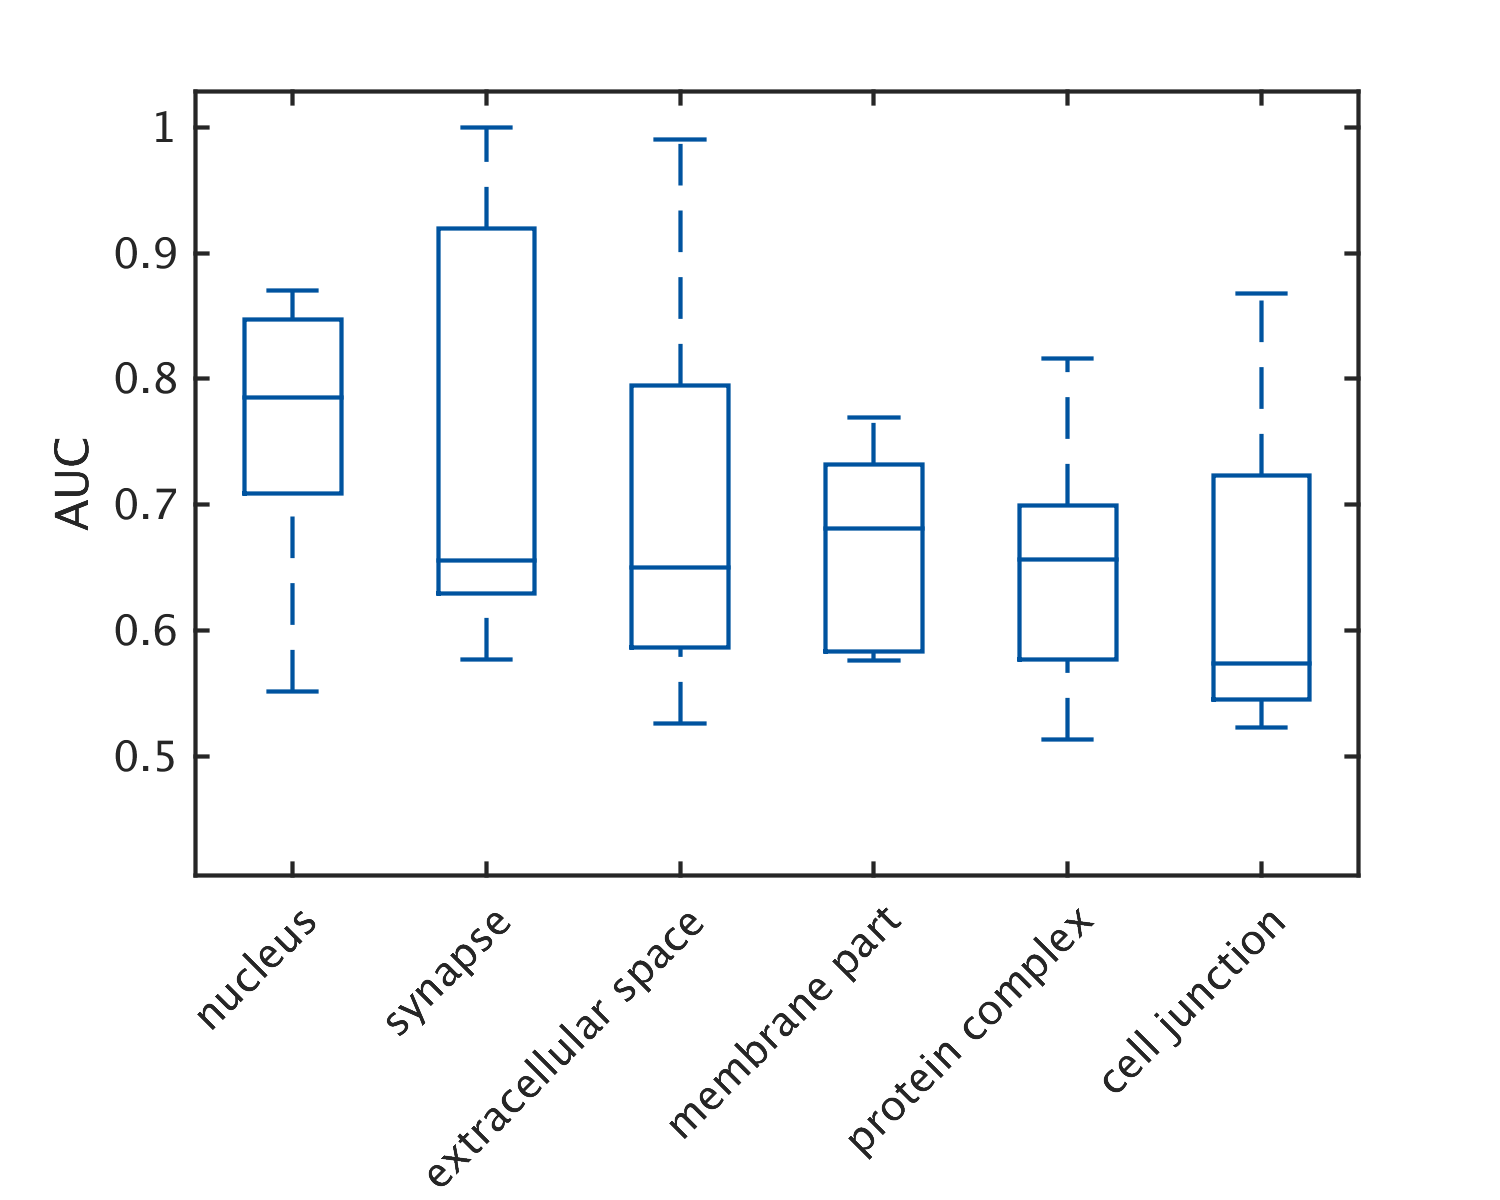 1
0.9
0.8
0.7
0.6
0.5
AUC
nucleus
synapse
extracellular space
membrane part
protein complex
cell junction